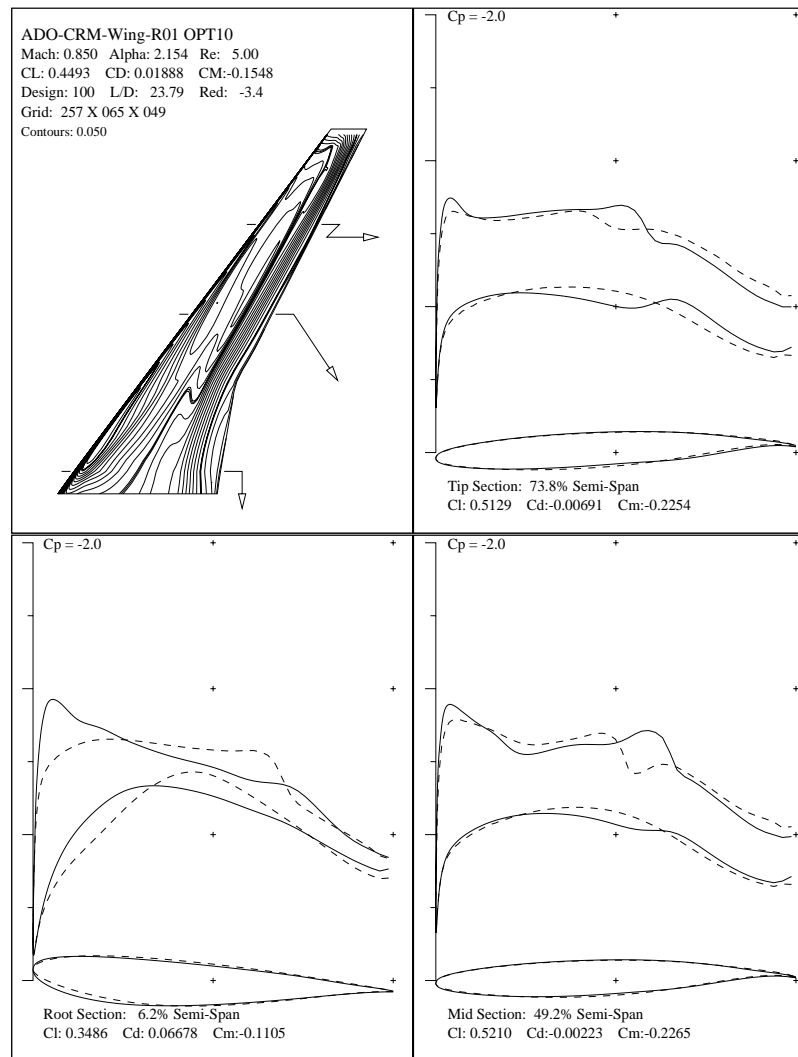 ADO-CRM-Wing-R01 OPT10
Mach: 0.850 Alpha: 2.154 Re: 5.00
CL: 0.4493 CD: 0.01888 CM:-0.1548
Design: 100 L/D: 23.79 Red: -3.4
Grid: 257 X 065 X 049
Contours: 0.050
Cp = -2.0
Tip Section: 73.8% Semi-Span
Cl: 0.5129 Cd:-0.00691 Cm:-0.2254
Cp = -2.0
Root Section: 6.2% Semi-Span
Cl: 0.3486 Cd: 0.06678 Cm:-0.1105
Cp = -2.0
Mid Section: 49.2% Semi-Span
Cl: 0.5210 Cd:-0.00223 Cm:-0.2265